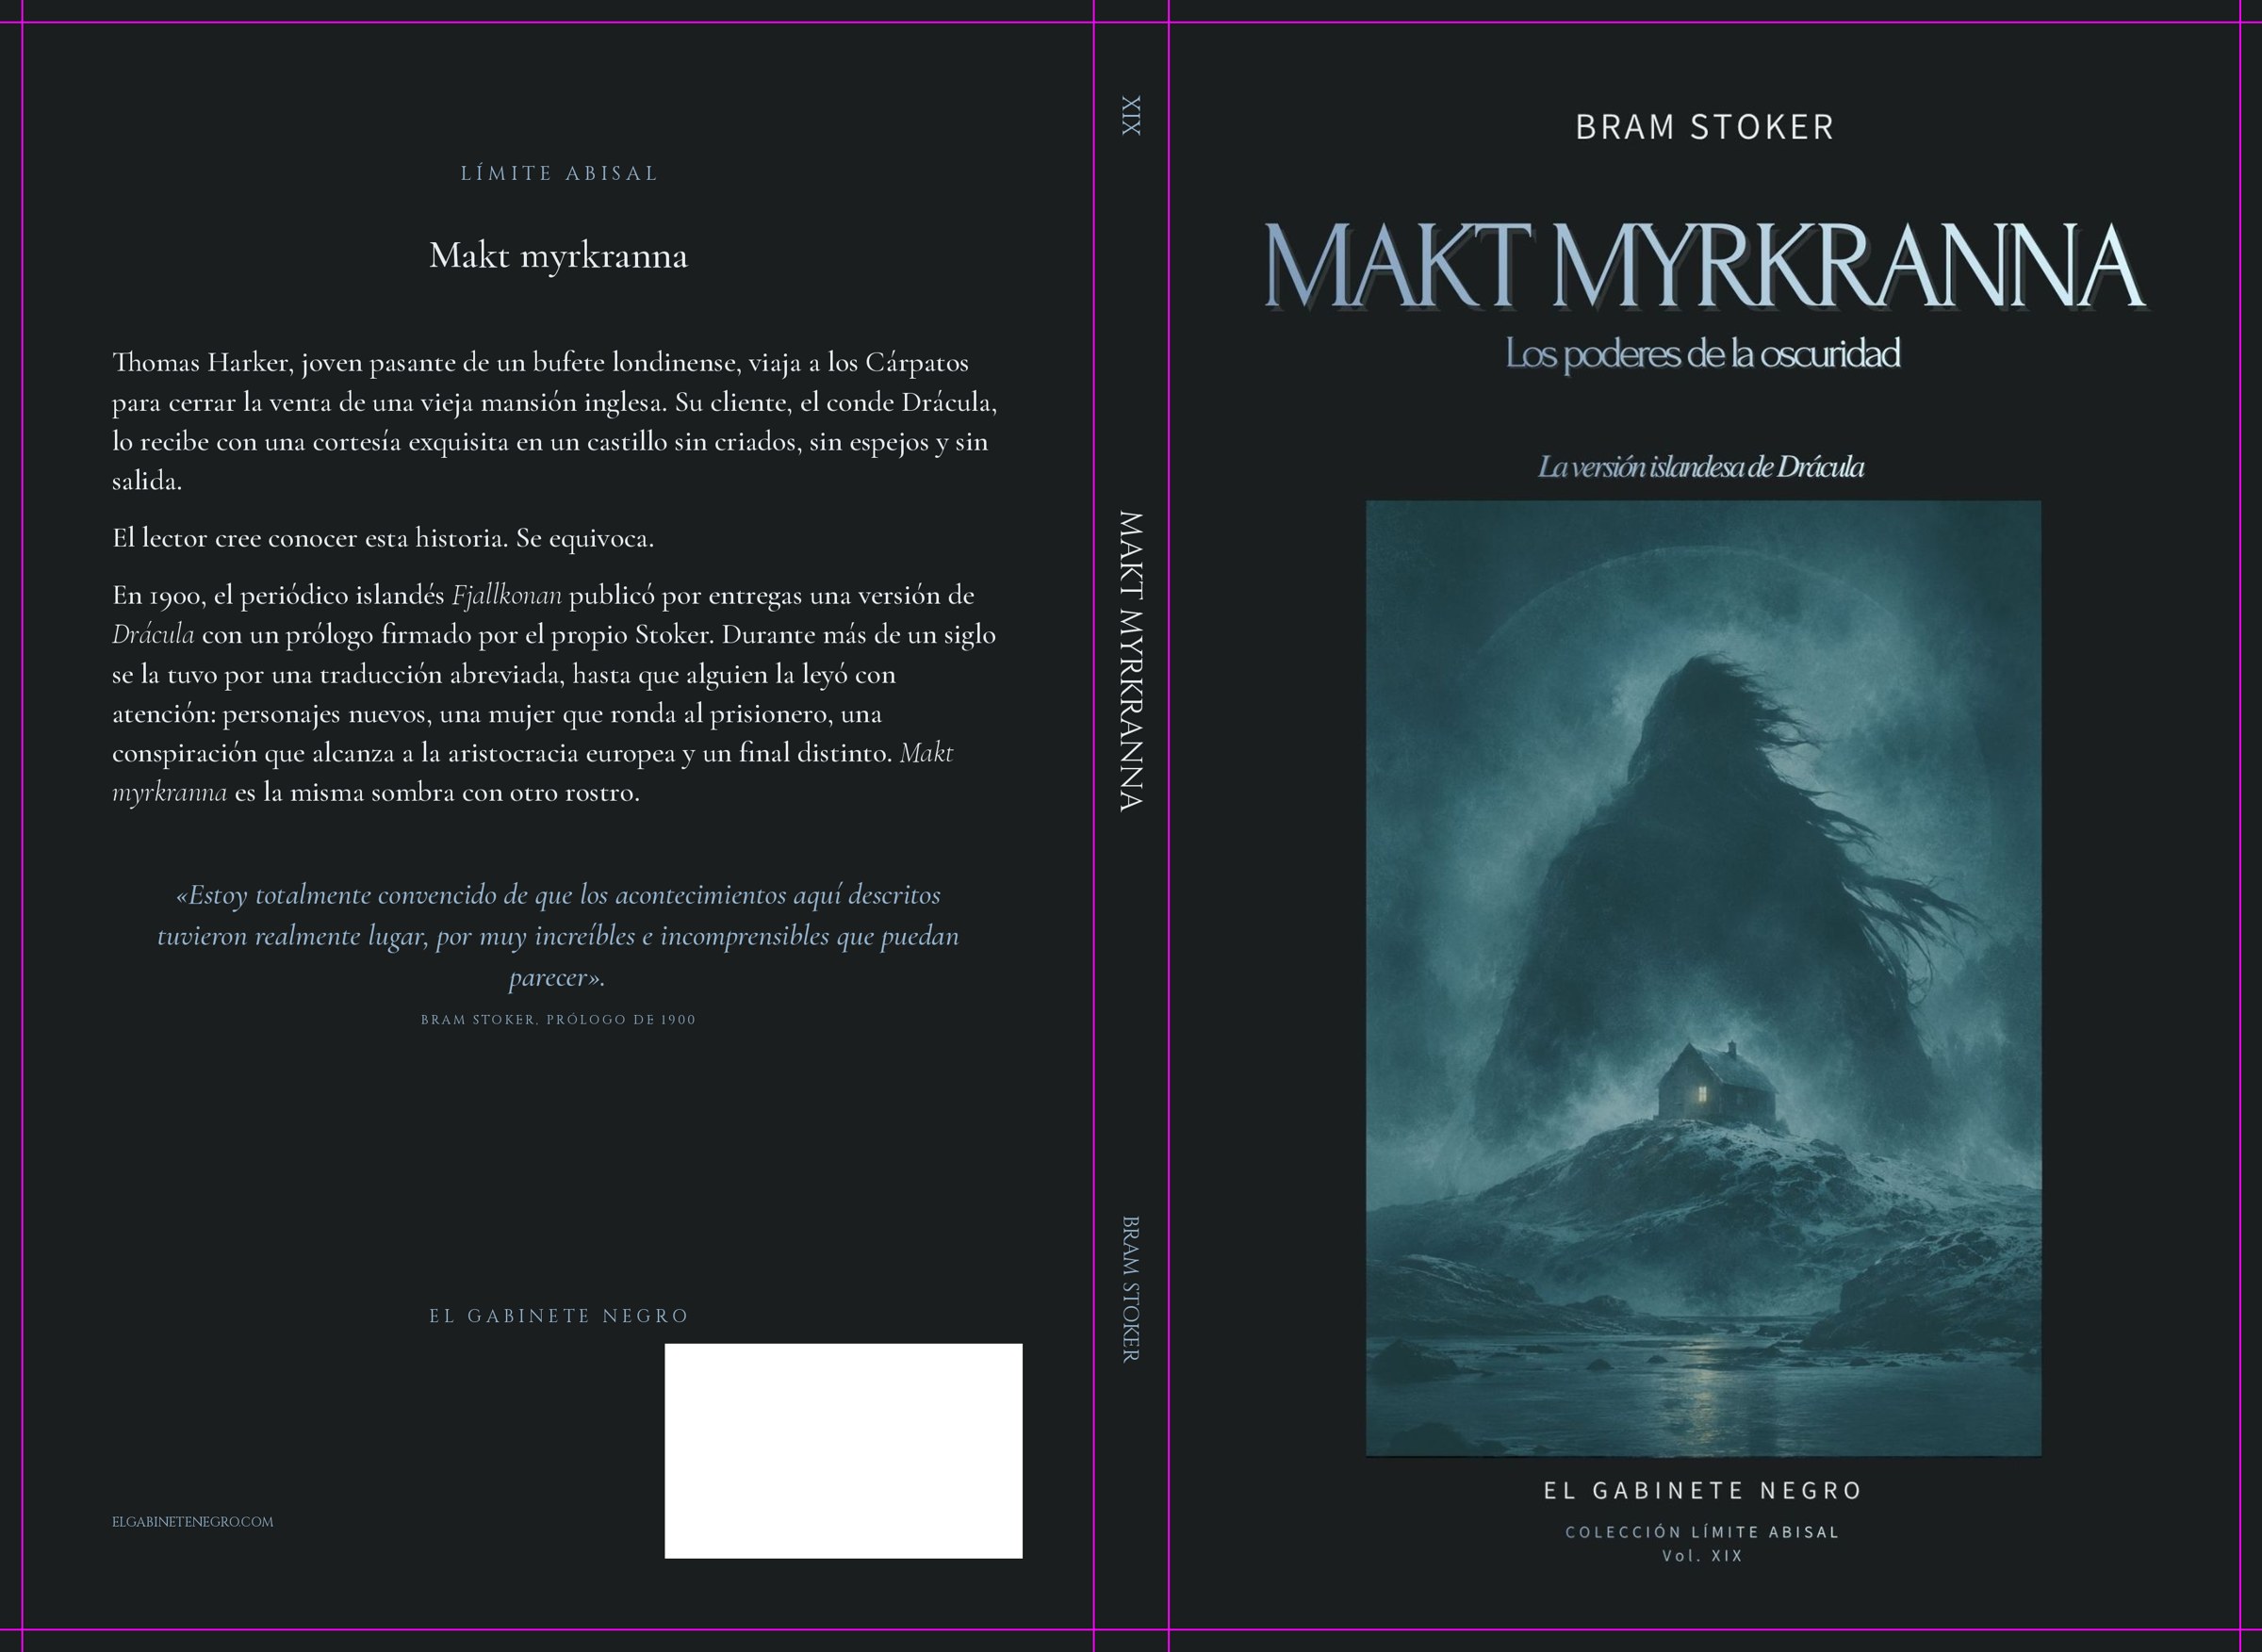 LÍMITE ABISAL
Makt myrkranna
Thomas Harker, joven pasante de un bufete londinense, viaja a los Cárpatos
para cerrar la venta de una vieja mansión inglesa. Su cliente, el conde Drácula,
lo recibe con una cortesía exquisita en un castillo sin criados, sin espejos y sin
salida.
El lector cree conocer esta historia. Se equivoca.
En 1900, el periódico islandés Fjallkonan publicó por entregas una versión de
Drácula con un prólogo firmado por el propio Stoker. Durante más de un siglo
se la tuvo por una traducción abreviada, hasta que alguien la leyó con
atención: personajes nuevos, una mujer que ronda al prisionero, una
conspiración que alcanza a la aristocracia europea y un final distinto. Makt
myrkranna es la misma sombra con otro rostro.
«Estoy totalmente convencido de que los acontecimientos aquí descritos
tuvieron realmente lugar, por muy increíbles e incomprensibles que puedan
parecer».
BRAM STOKER, PRÓLOGO DE 1900
EL GABINETE NEGRO
ELGABINETENEGRO.COM
XIX
MAKT MYRKRANNA
BRAM STOKER
BRAM STOKER
MAKT MYRKRANNA
Los poderes de la oscuridad
La versión islandesa de Drácula
EL GABINETE NEGRO
COLECCIÓN LÍMITE ABISAL
Vol. XIX